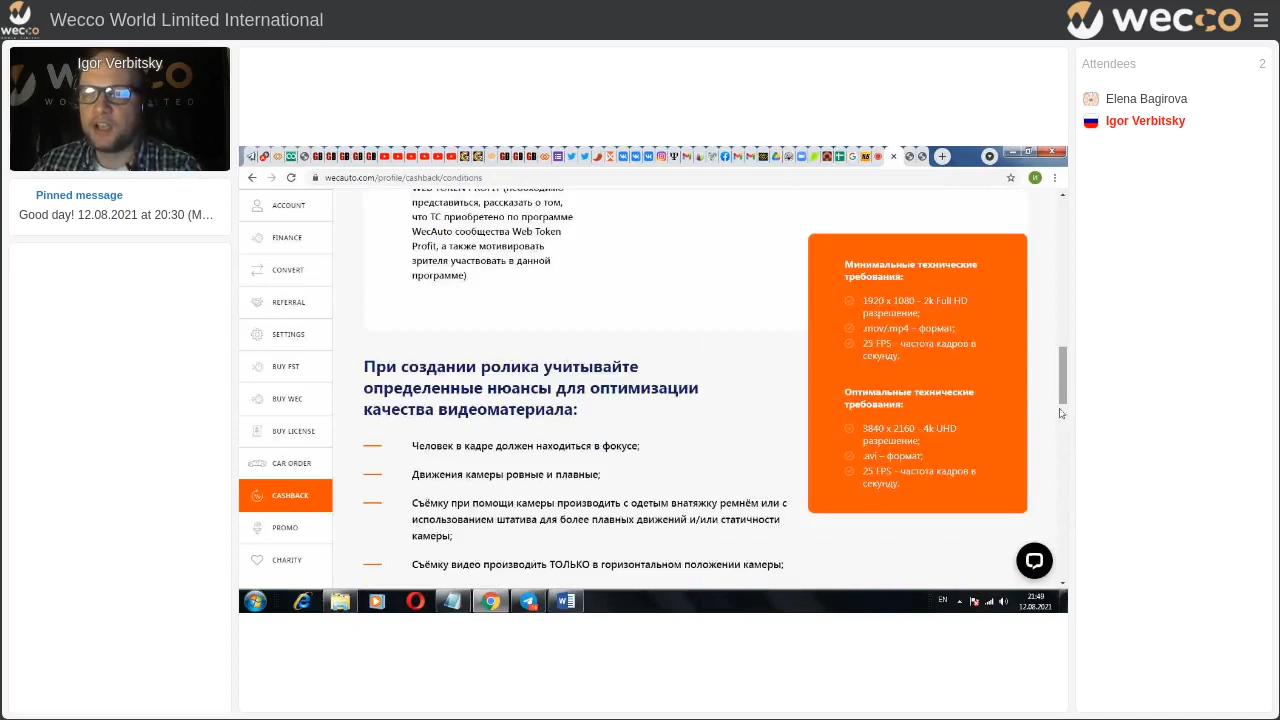 Wecco World Limited International
wecco
Igor Verbitsky
Pinned message
Good day! 12.08.2021 at 20:30 (M…
Attendees 2
Elena Bagirova
Igor Verbitsky
wecauto.com/profile/cashback/conditions
ACCOUNT
FINANCE
CONVERT
REFERRAL
SETTINGS
BUY FST
BUY WEC
BUY LICENSE
CAR ORDER
CASHBACK
PROMO
CHARITY
WEB TOKEN PROFIT (необходимо
представиться, рассказать о том,
что ТС приобретено по программе
WecAuto сообщества Web Token
Profit, а также мотивировать
зрителя участвовать в данной
программе)
При создании ролика учитывайте
определенные нюансы для оптимизации
качества видеоматериала:
Человек в кадре должен находиться в фокусе;
Движения камеры ровные и плавные;
Съёмку при помощи камеры производить с одетым внатяжку ремнём или с
использованием штатива для более плавных движений и/или статичности
камеры;
Съёмку видео производить ТОЛЬКО в горизонтальном положении камеры;
Минимальные технические
требования:
1920 x 1080 - 2k Full HD
разрешение;
.mov/.mp4 – формат;
25 FPS - частота кадров в
секунду.
Оптимальные технические
требования:
3840 x 2160 - 4k UHD
разрешение;
.avi – формат;
25 FPS - частота кадров в
секунду.
EN
21:49
12.08.2021